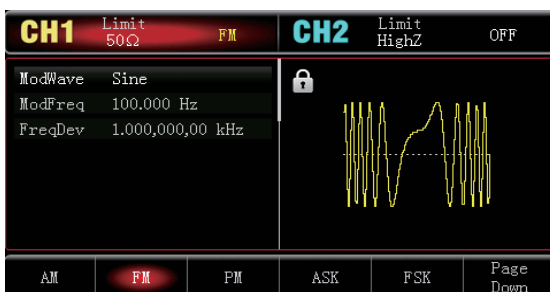 CH1 Limit 50Ω FM CH2 Limit HighZ OFF
ModWave Sine
ModFreq 100.000 Hz
FreqDev 1.000,000,00 kHz
AM FM PM ASK FSK Page Down